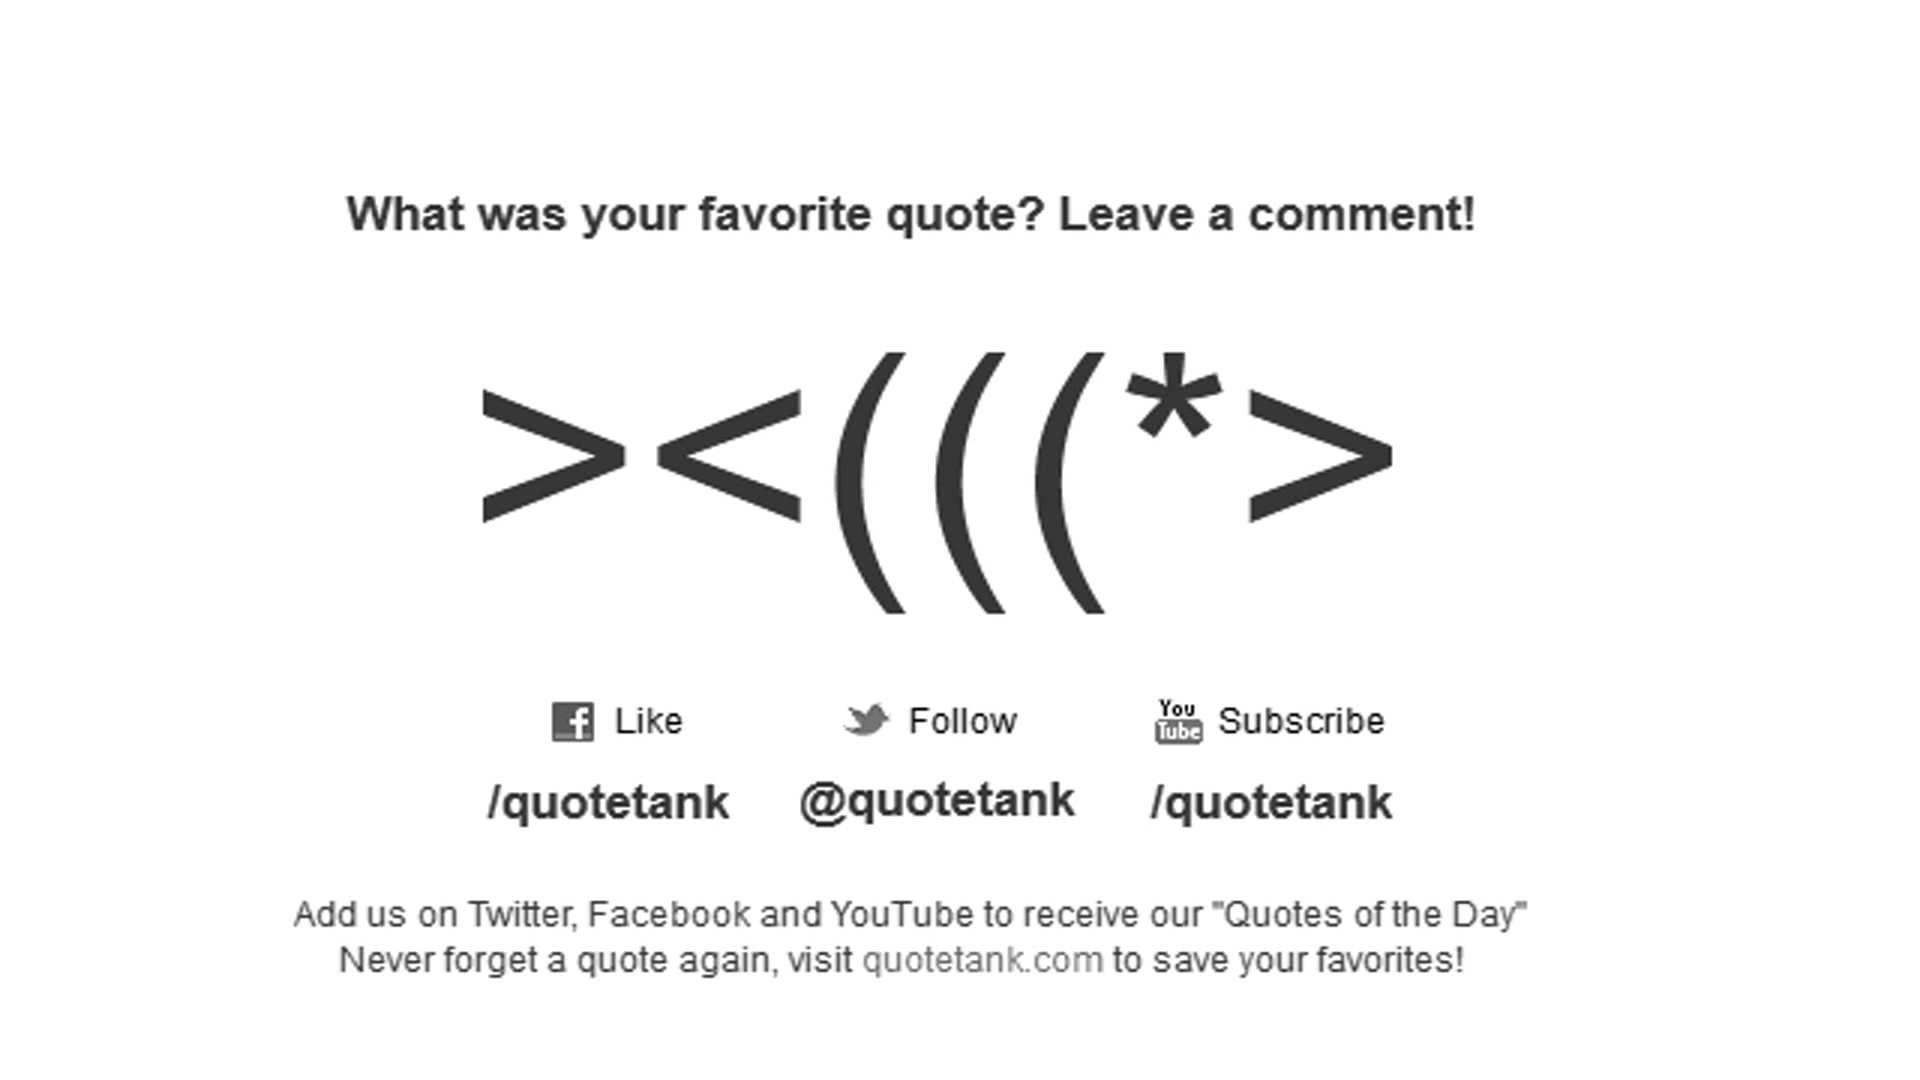 What was your favorite quote? Leave a comment!
><(((*>
f Like Follow You Tube Subscribe
/quotetank @quotetank /quotetank
Add us on Twitter, Facebook and YouTube to receive our "Quotes of the Day"
Never forget a quote again, visit quotetank.com to save your favorites!